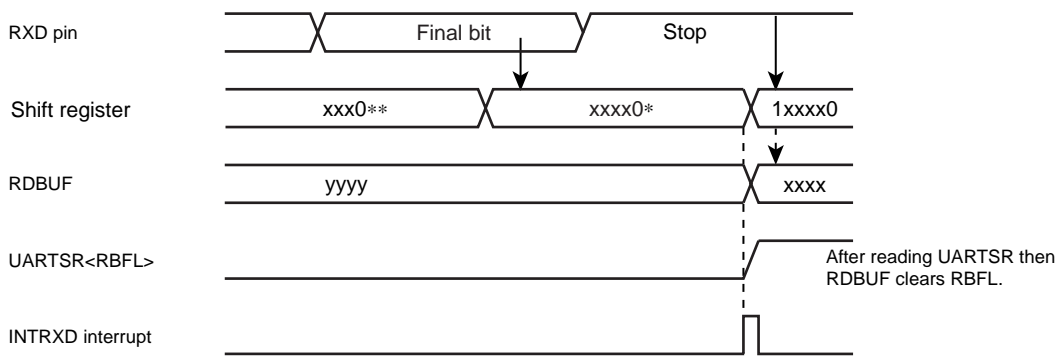 RXD pin
Final bit
Stop
Shift register
xxx0**
xxxx0*
1xxxx0
RDBUF
yyyy
xxxx
UARTSR<RBFL>
After reading UARTSR then
RDBUF clears RBFL.
INTRXD interrupt